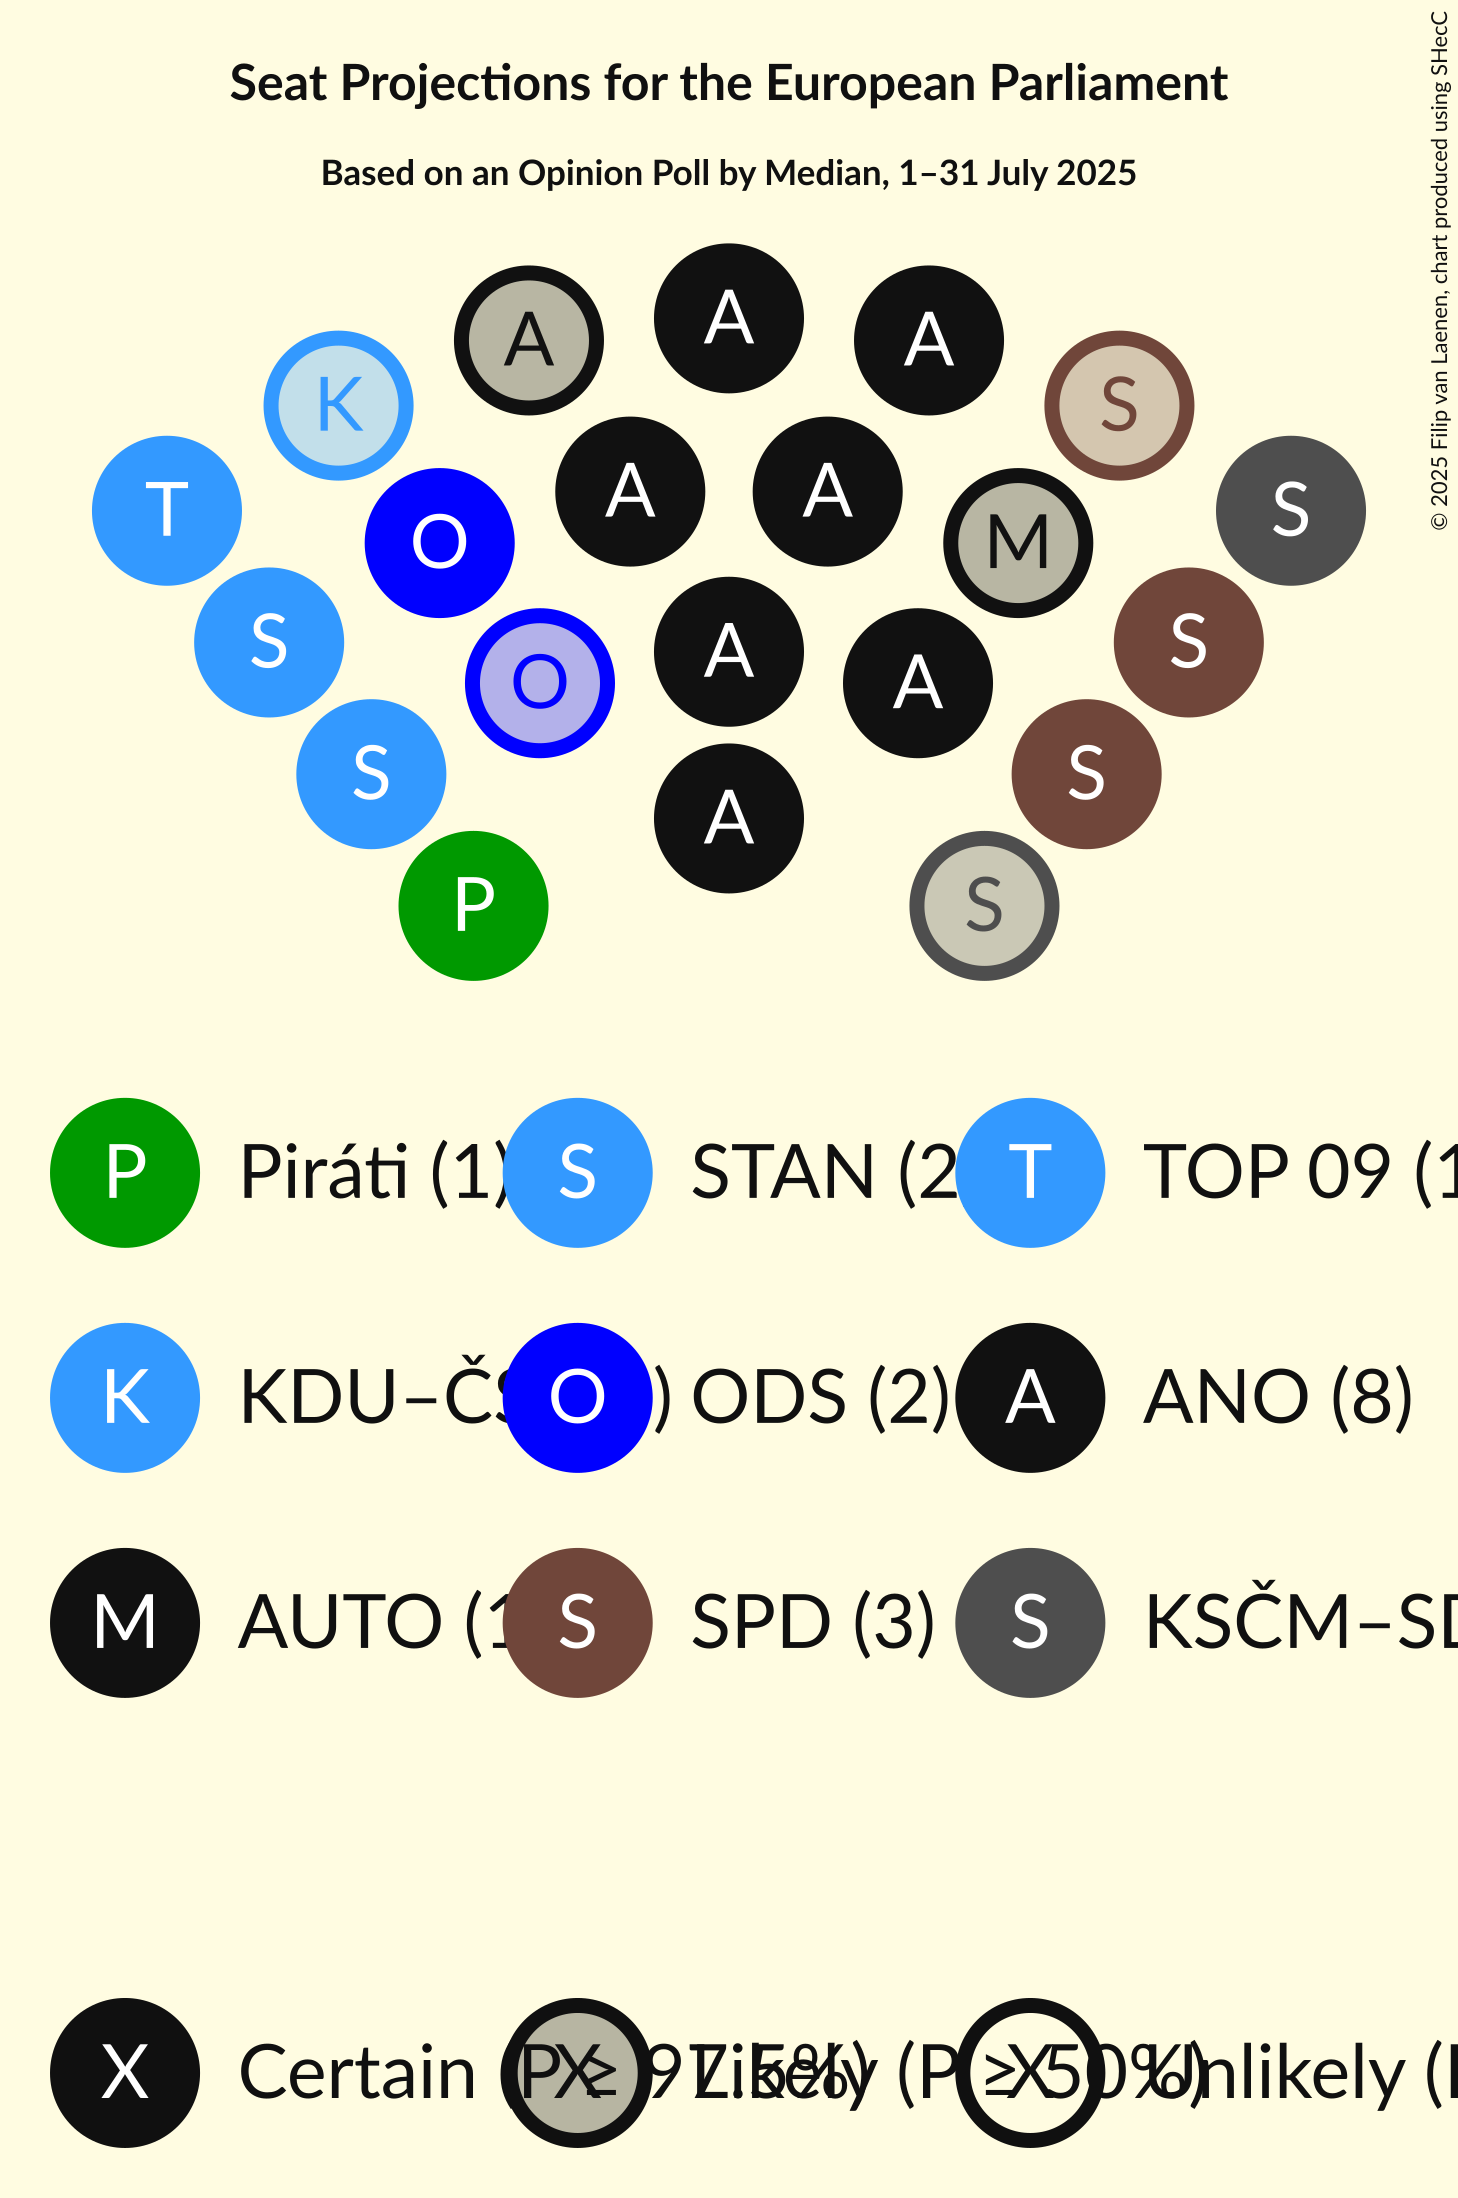 Seat Projections for the European Parliament
Based on an Opinion Poll by Median, 1–31 July 2025
© 2025 Filip van Laenen, chart produced using SHecC
A
A A
K A S
T S
A A
O M
S S
A
O A
S S
A
P S
P Piráti (1) S STAN (2 T TOP 09 (1
K KDU–ČS ) O ODS (2) A ANO (8)
M AUTO (1 S SPD (3) S KSČM–SD
X Certain (P ≥ 97.5%) X Likely (P ≥ 50%) X Unlikely (